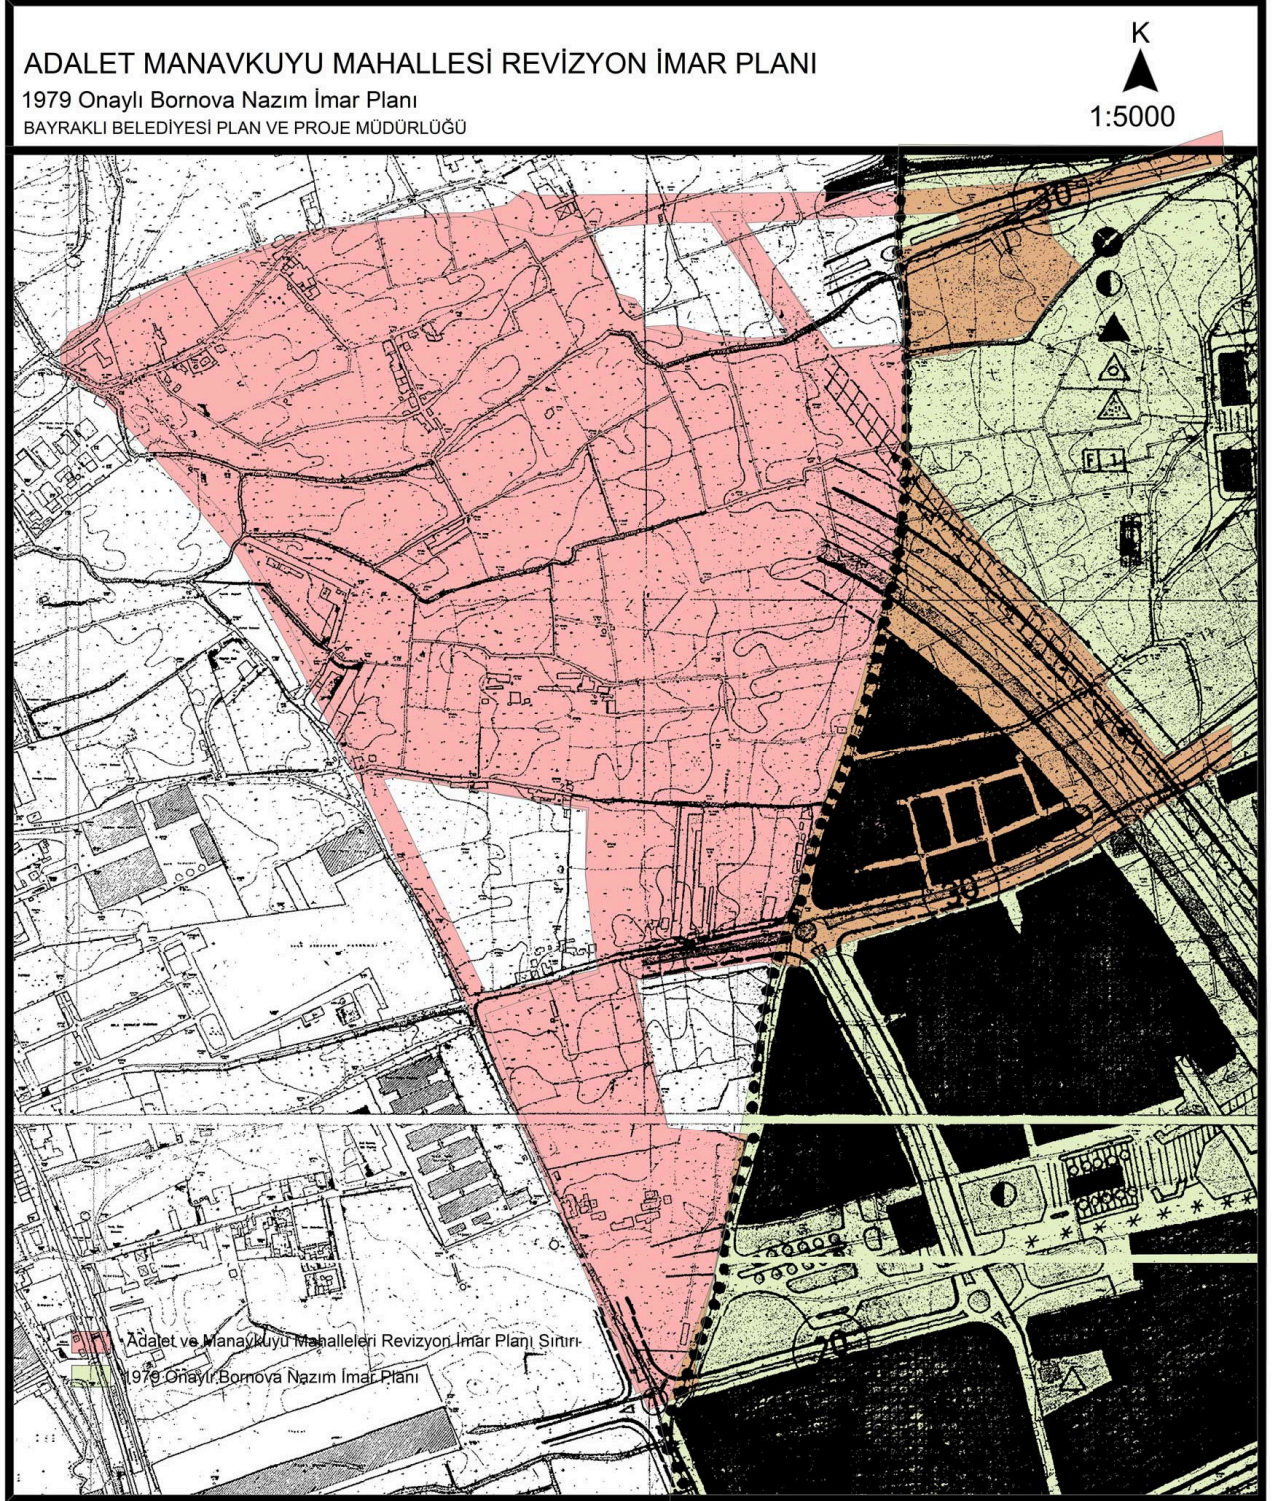 ADALET MANAVKUYU MAHALLESİ REVİZYON İMAR PLANI
1979 Onaylı Bornova Nazım İmar Planı
BAYRAKLI BELEDİYESİ PLAN VE PROJE MÜDÜRLÜĞÜ
K
1:5000
30
F 1
30
20
Adalet ve Manavkuyu Mahalleleri Revizyon İmar Planı Sınırı
1979 Onaylı Bornova Nazım İmar Planı